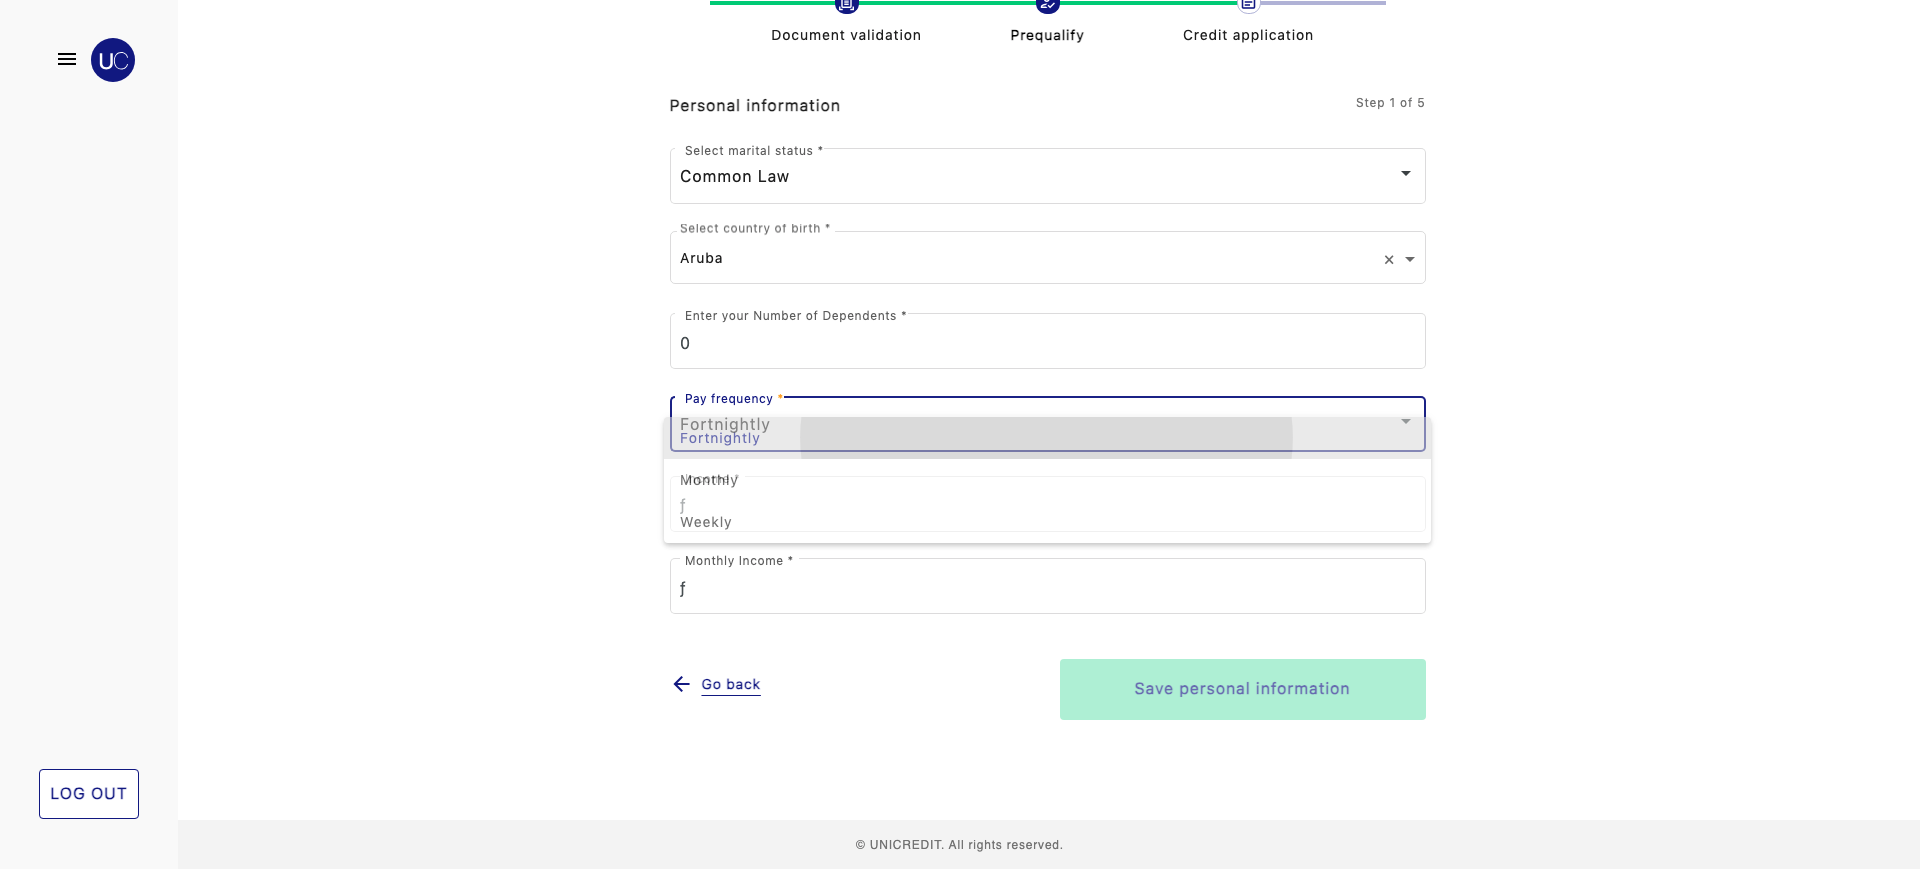 UC
Document validation
Prequalify
Credit application
Personal information
Step 1 of 5
Select marital status *
Common Law
Select country of birth *
Aruba
Enter your Number of Dependents *
0
Pay frequency *
Fortnightly
Fortnightly
Income *
Monthly
ƒ
Weekly
Monthly Income *
ƒ
Go back
Save personal information
LOG OUT
© UNICREDIT. All rights reserved.